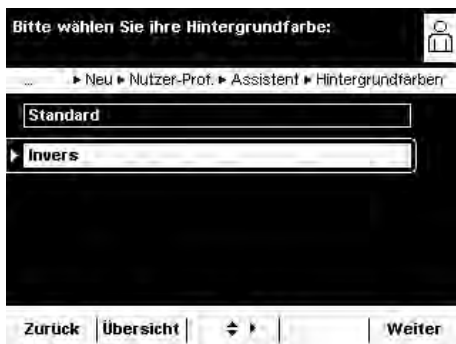 Bitte wählen Sie ihre Hintergrundfarbe:
... ▸ Neu ▸ Nutzer-Prof. ▸ Assistent ▸ Hintergrundfarben
Standard
Invers
Zurück Übersicht Weiter